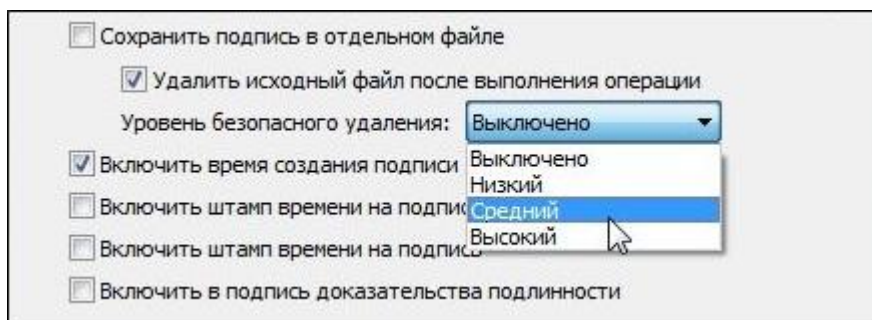 Сохранить подпись в отдельном файле
Удалить исходный файл после выполнения операции
Уровень безопасного удаления: Выключено
Выключено
Включить время создания подписи
Низкий
Включить штамп времени на
Средний
Включить штамп времени на подпись
Высокий
Включить в подпись доказательства подлинности